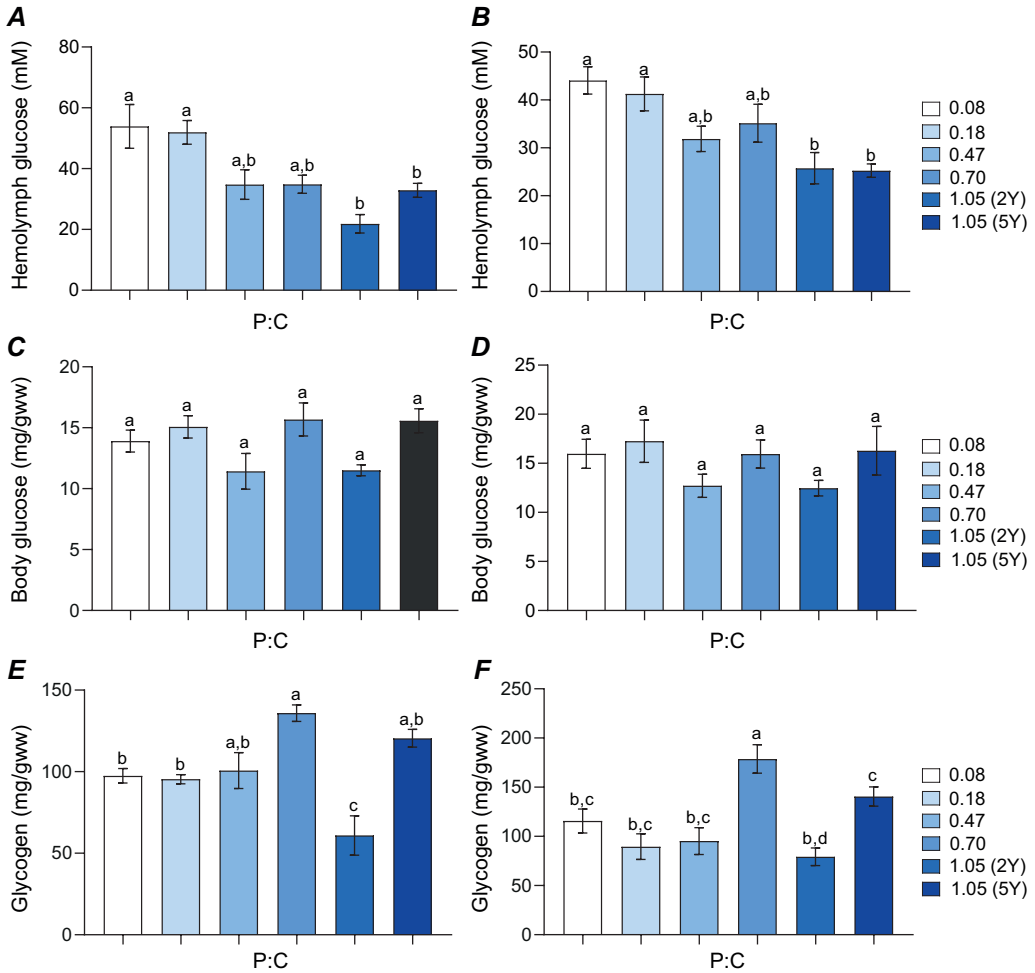 A
Hemolymph glucose (mM)
80
60
40
20
0
a
a
a,b
a,b
b
b
P:C
B
Hemolymph glucose (mM)
50
40
30
20
10
0
a
a
a,b
a,b
b
b
P:C
0.08
0.18
0.47
0.70
1.05 (2Y)
1.05 (5Y)
C
Body glucose (mg/gww)
20
15
10
5
0
a
a
a
a
a
a
P:C
D
Body glucose (mg/gww)
25
20
15
10
5
0
a
a
a
a
a
a
P:C
0.08
0.18
0.47
0.70
1.05 (2Y)
1.05 (5Y)
E
Glycogen (mg/gww)
150
100
50
0
b
b
a,b
a
c
a,b
P:C
F
Glycogen (mg/gww)
250
200
150
100
50
0
b,c
b,c
b,c
a
b,d
c
P:C
0.08
0.18
0.47
0.70
1.05 (2Y)
1.05 (5Y)